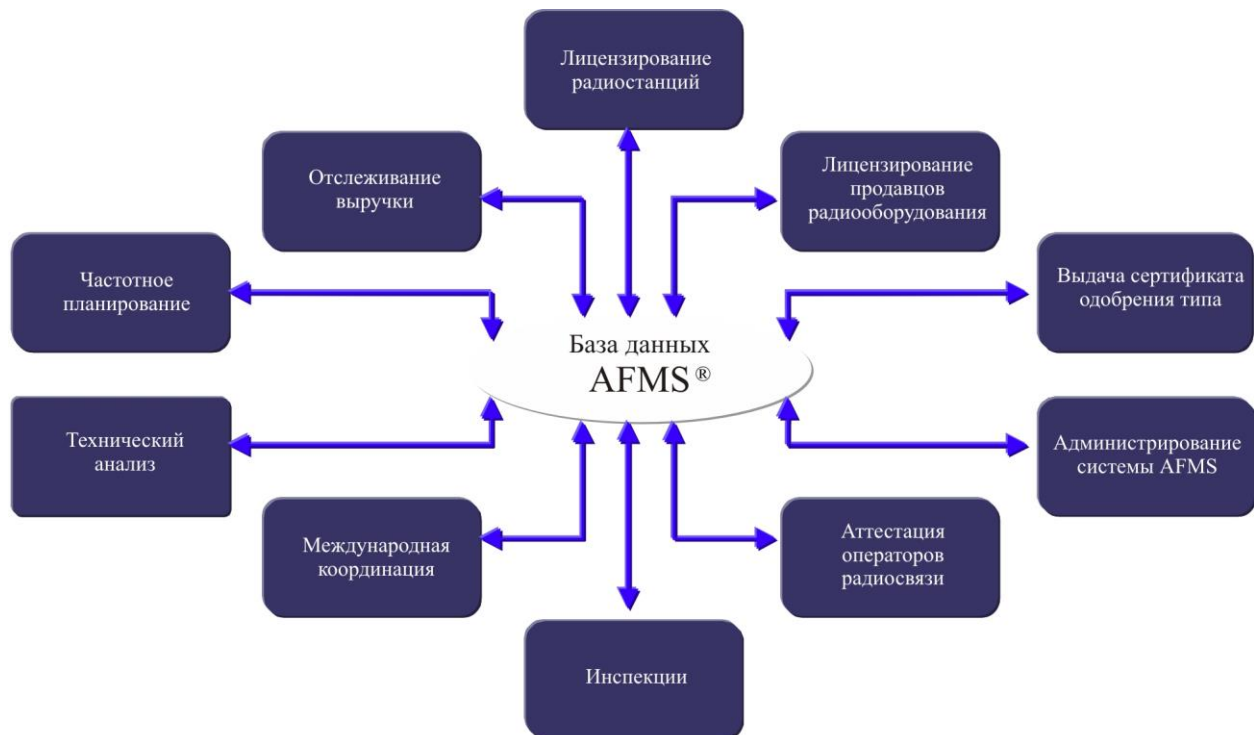 Лицензирование
радиостанций
Отслеживание
выручки
Лицензирование
продавцов
радиооборудования
Частотное
планирование
Выдача сертификата
одобрения типа
База данных
AFMS ®
Технический
анализ
Администрирование
системы AFMS
Международная
координация
Аттестация
операторов
радиосвязи
Инспекции